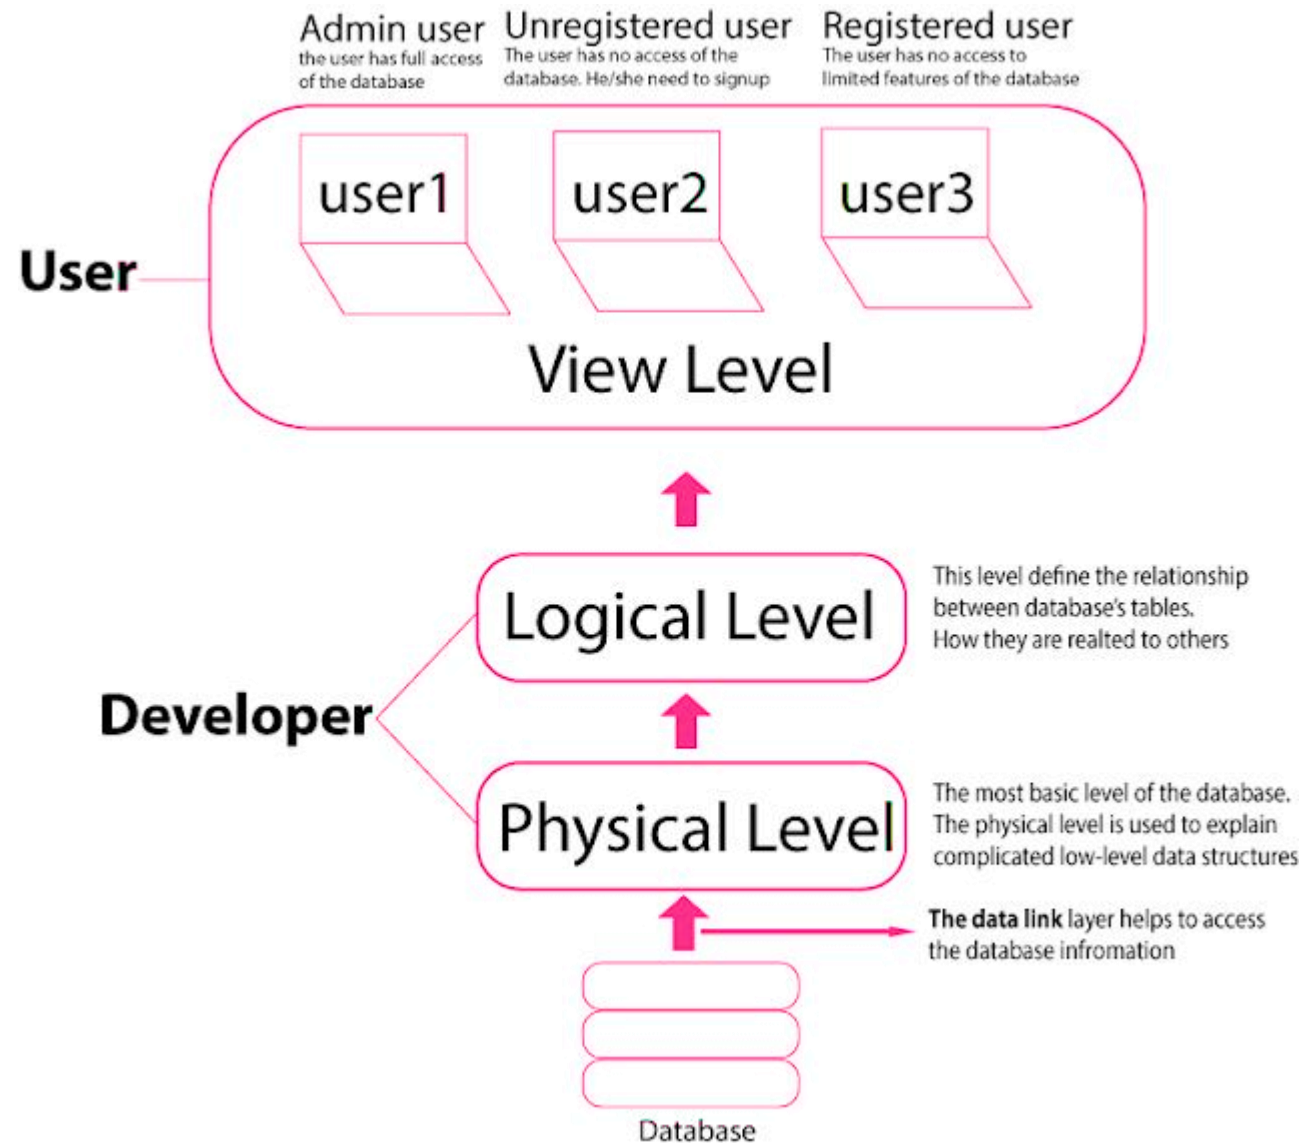 Admin user
the user has full access
of the database
Unregistered user
The user has no access of the
database. He/she need to signup
Registered user
The user has no access to
limited features of the database
user1
user2
user3
User
View Level
Logical Level
This level define the relationship
between database's tables.
How they are realted to others
Developer
Physical Level
The most basic level of the database.
The physical level is used to explain
complicated low-level data structures
The data link layer helps to access
the database infromation
Database